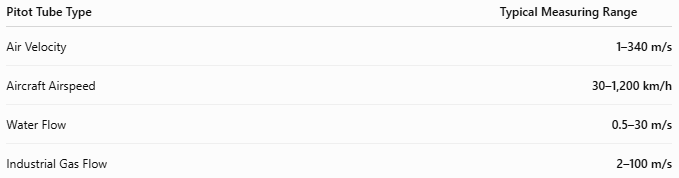 Pitot Tube Type Typical Measuring Range
Air Velocity 1–340 m/s
Aircraft Airspeed 30–1,200 km/h
Water Flow 0.5–30 m/s
Industrial Gas Flow 2–100 m/s